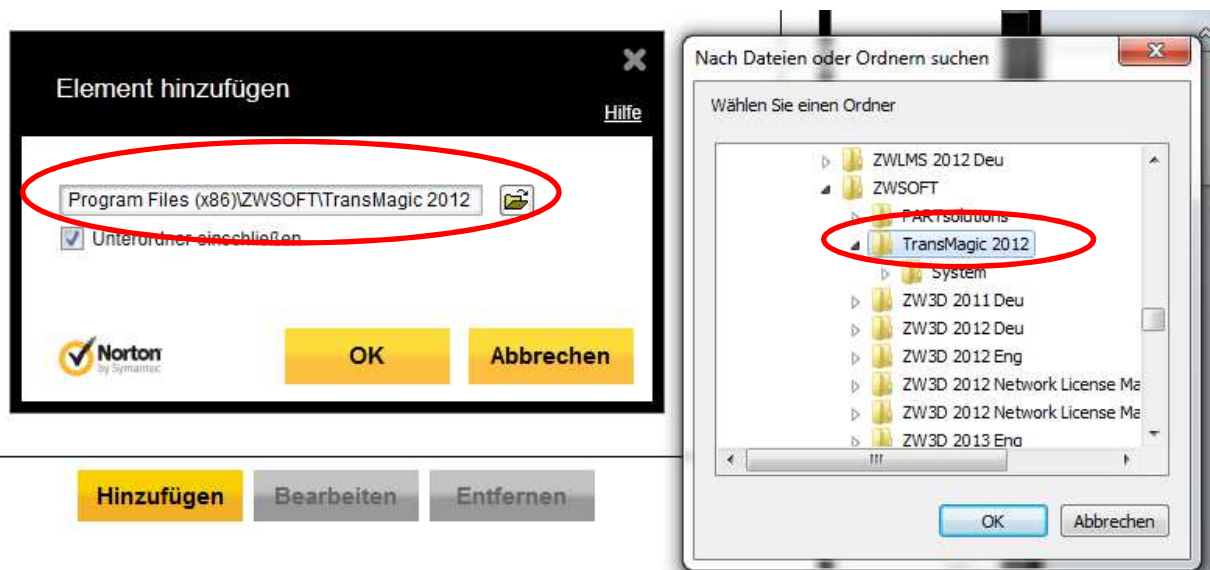 Element hinzufügen
Hilfe
Program Files (x86)\ZWSOFT\TransMagic 2012
Unterordner einschließen
Norton
by Symantec
OK
Abbrechen
Hinzufügen
Bearbeiten
Entfernen
Nach Dateien oder Ordnern suchen
Wählen Sie einen Ordner
ZWLMS 2012 Deu
ZWSOFT
PARTsolutions
TransMagic 2012
System
ZW3D 2011 Deu
ZW3D 2012 Deu
ZW3D 2012 Eng
ZW3D 2012 Network License Ma
ZW3D 2012 Network License Ma
ZW3D 2013 Eng
OK
Abbrechen